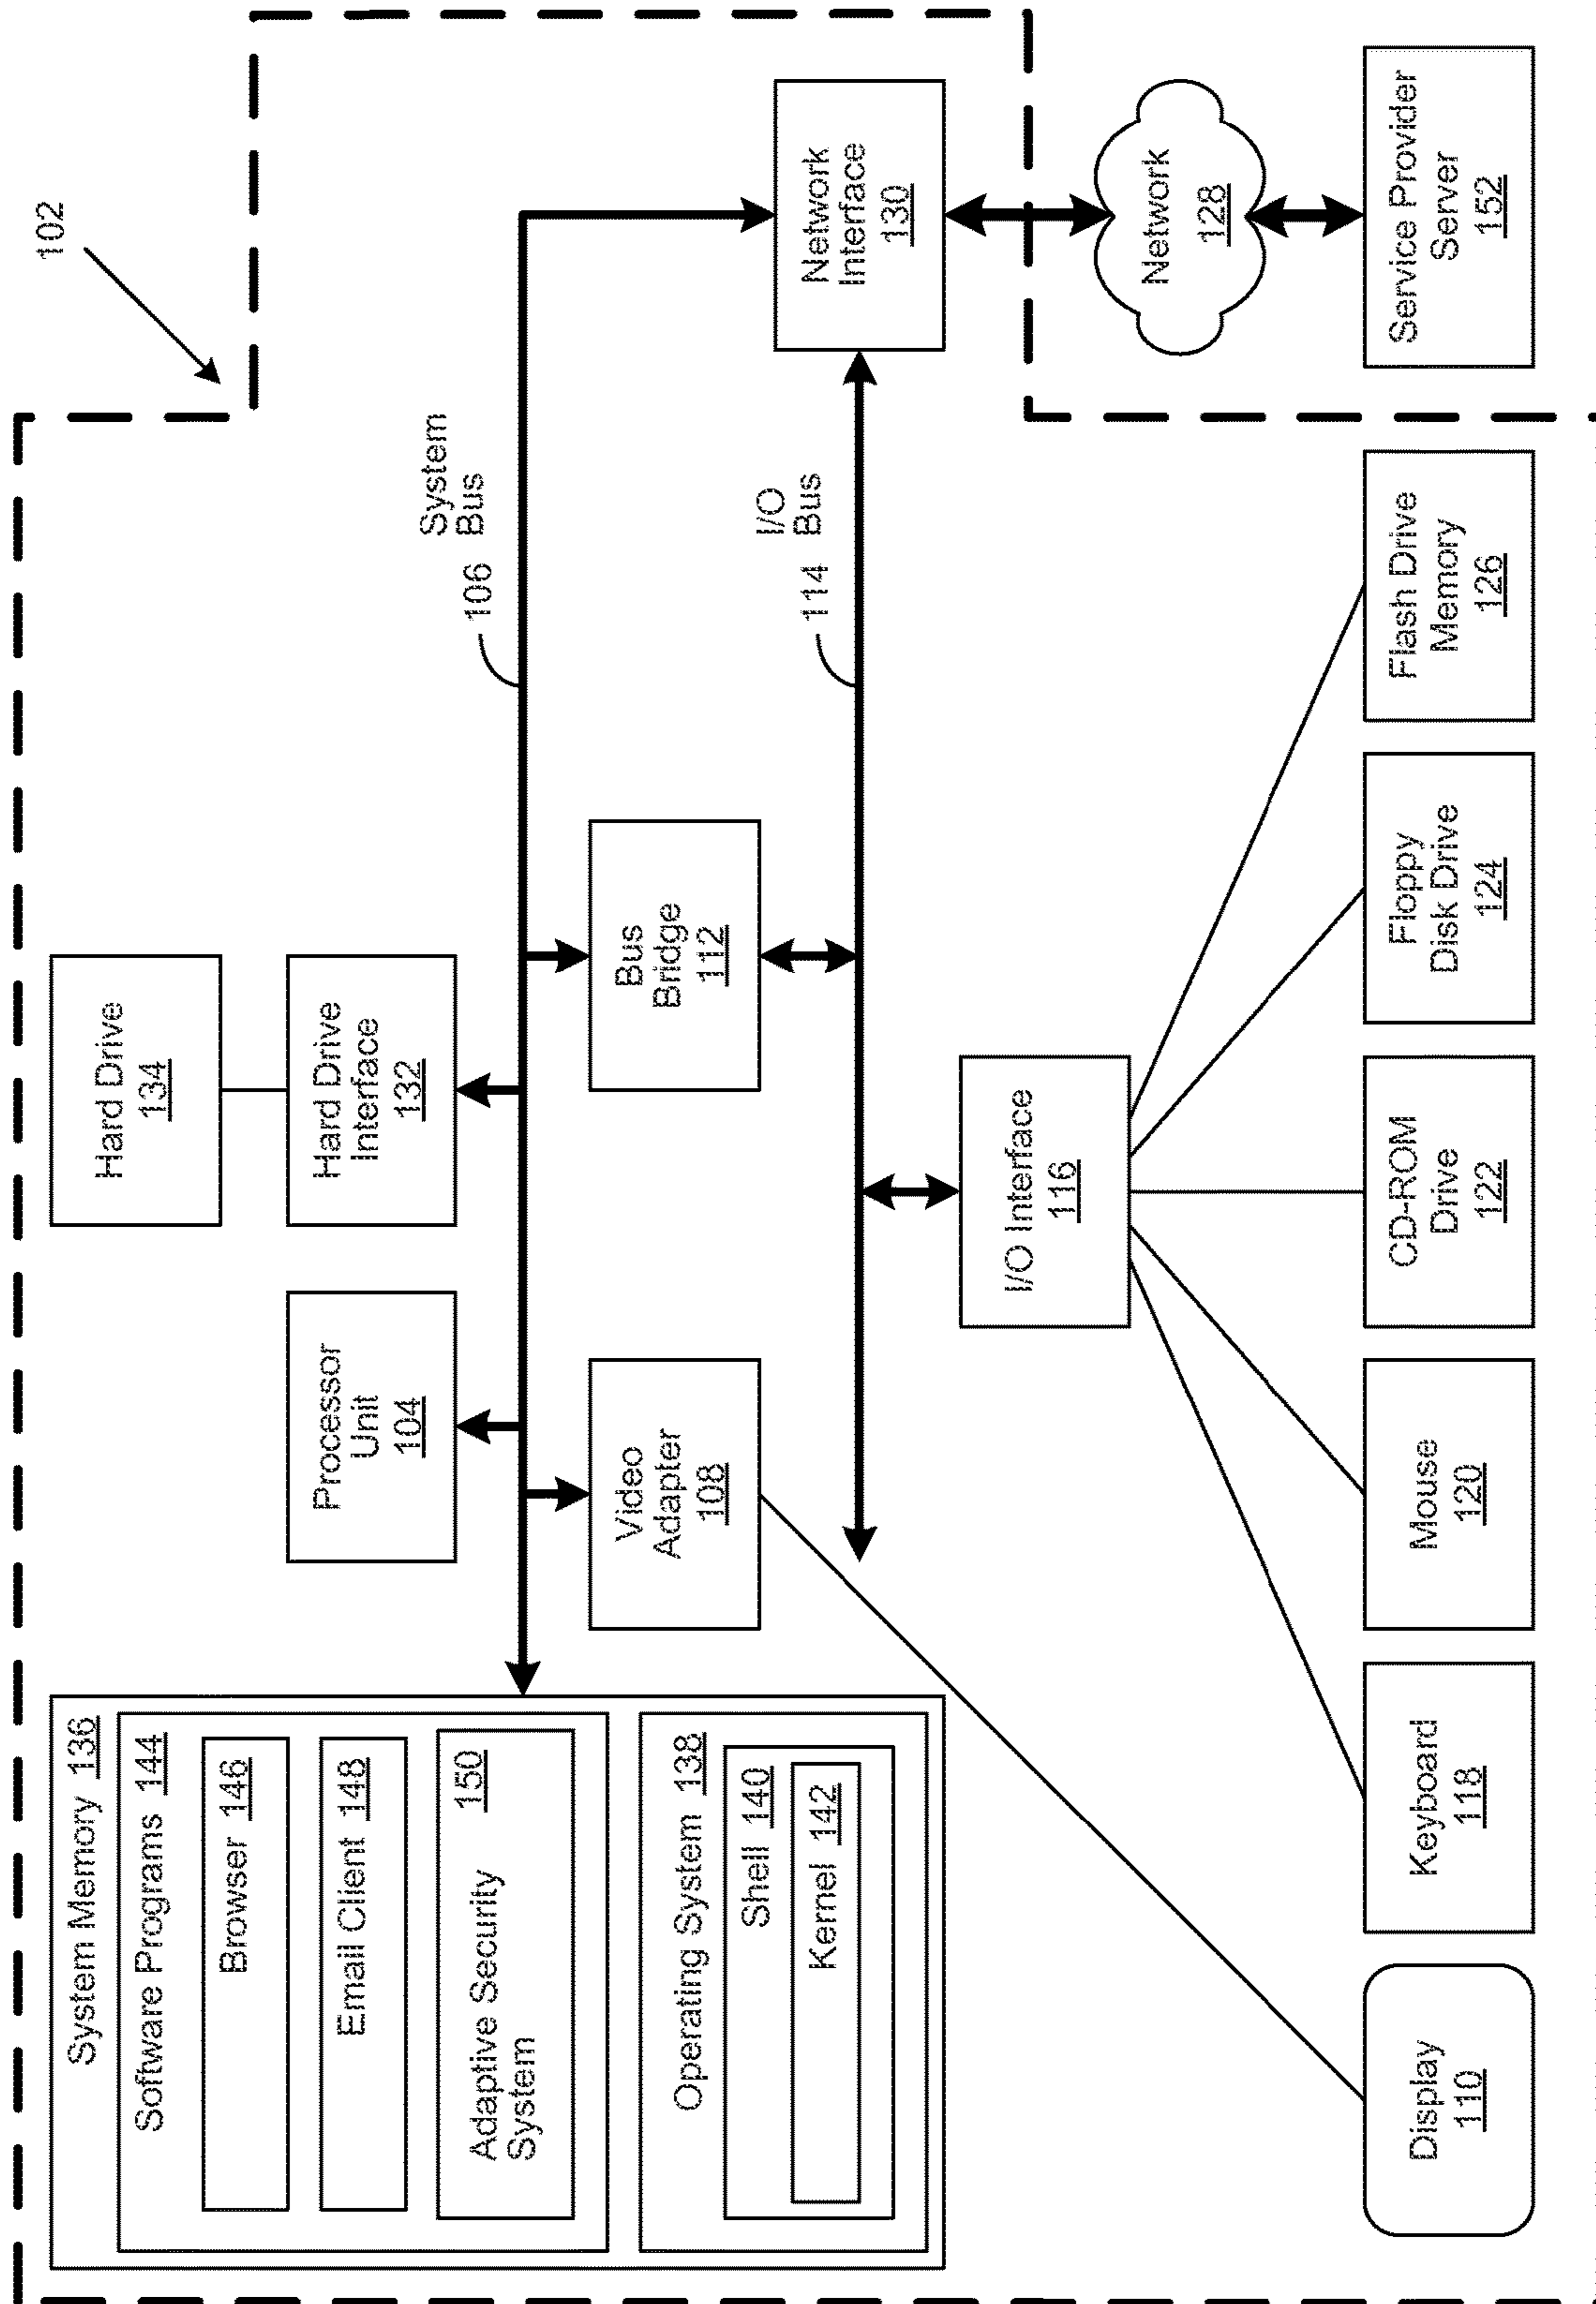 102
System Memory 136
Software Programs 144
Browser 146
Email Client 148
150
Adaptive Security
System
Operating System 138
Shell 140
Kernel 142
Processor
Unit
104
Hard Drive
134
Hard Drive
Interface
132
System
Bus
106
Video
Adapter
108
Bus
Bridge
112
I/O
Bus
114
Network
Interface
130
I/O Interface
116
Network
128
Display
110
Keyboard
118
Mouse
120
CD-ROM
Drive
122
Floppy
Disk Drive
124
Flash Drive
Memory
126
Service Provider
Server
152